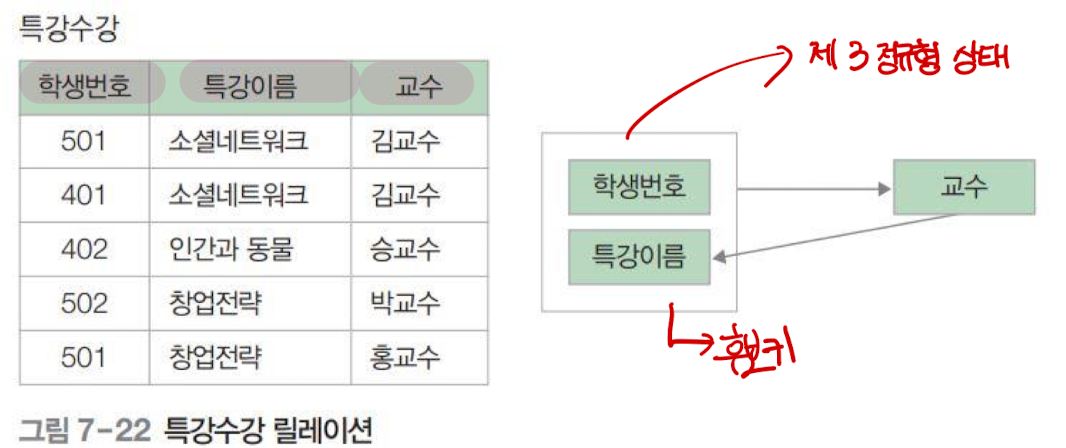 특강수강
학생번호 특강이름 교수
501 소셜네트워크 김교수
401 소셜네트워크 김교수
402 인간과 동물 승교수
502 창업전략 박교수
501 창업전략 홍교수
그림 7-22 특강수강 릴레이션
제 3 정규형 상태
학생번호 교수
특강이름
후보키